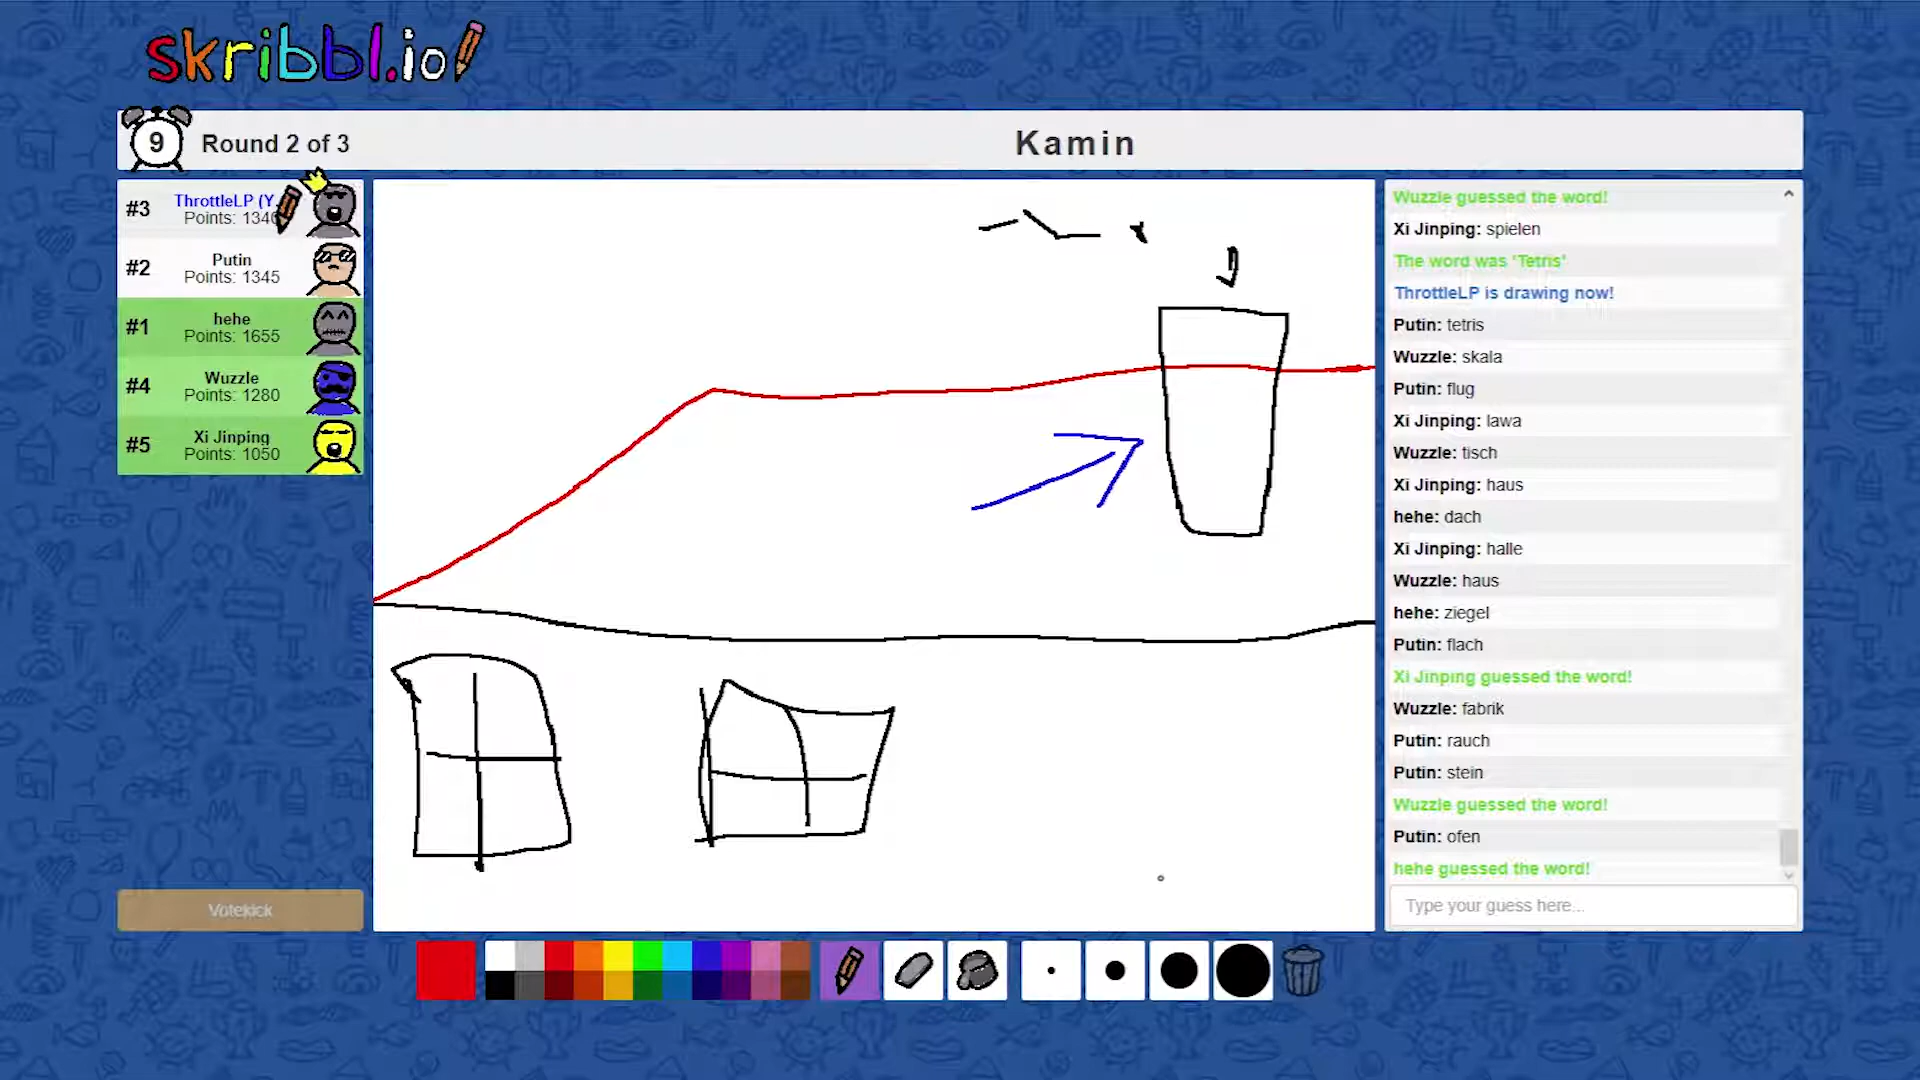 skribbl.io
9
Round 2 of 3
Kamin
#3
ThrottleLP (Y
Points: 1340
#2
Putin
Points: 1345
#1
hehe
Points: 1655
#4
Wuzzle
Points: 1280
#5
Xi Jinping
Points: 1050
Votekick
Wuzzle guessed the word!
Xi Jinping: spielen
The word was 'Tetris'
ThrottleLP is drawing now!
Putin: tetris
Wuzzle: skala
Putin: flug
Xi Jinping: lawa
Wuzzle: tisch
Xi Jinping: haus
hehe: dach
Xi Jinping: halle
Wuzzle: haus
hehe: ziegel
Putin: flach
Xi Jinping guessed the word!
Wuzzle: fabrik
Putin: rauch
Putin: stein
Wuzzle guessed the word!
Putin: ofen
hehe guessed the word!
Type your guess here...